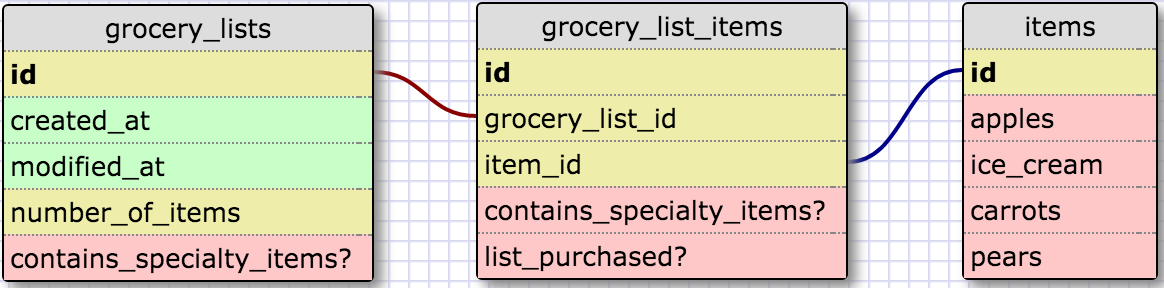 grocery_lists
id
created_at
modified_at
number_of_items
contains_specialty_items?
grocery_list_items
id
grocery_list_id
item_id
contains_specialty_items?
list_purchased?
items
id
apples
ice_cream
carrots
pears